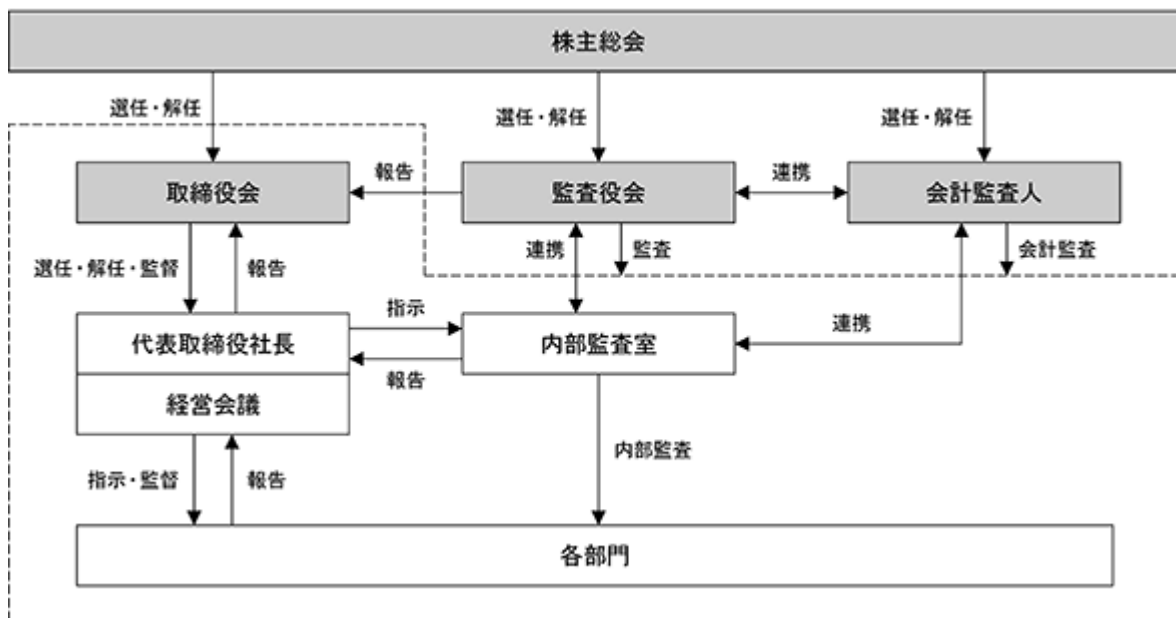 株主総会
選任・解任
選任・解任
選任・解任
取締役会
報告
監査役会
連携
会計監査人
選任・解任・監督
報告
連携
監査
会計監査
代表取締役社長
指示
報告
内部監査室
連携
経営会議
指示・監督
報告
内部監査
各部門